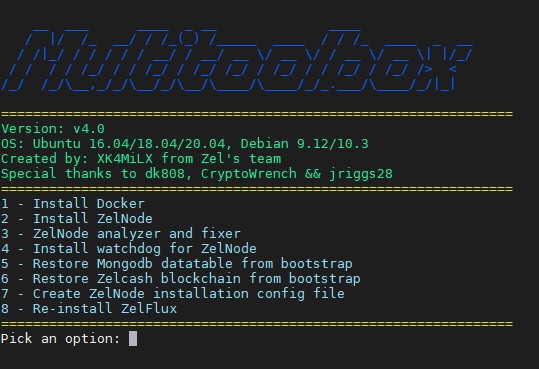 Multitoolbox
================================================================
Version: v4.0
OS: Ubuntu 16.04/18.04/20.04, Debian 9.12/10.3
Created by: XK4MiLX from Zel's team
Special thanks to dk808, CryptoWrench && jriggs28
================================================================
1 - Install Docker
2 - Install ZelNode
3 - ZelNode analyzer and fixer
4 - Install watchdog for ZelNode
5 - Restore Mongodb datatable from bootstrap
6 - Restore Zelcash blockchain from bootstrap
7 - Create ZelNode installation config file
8 - Re-install ZelFlux
================================================================
Pick an option: